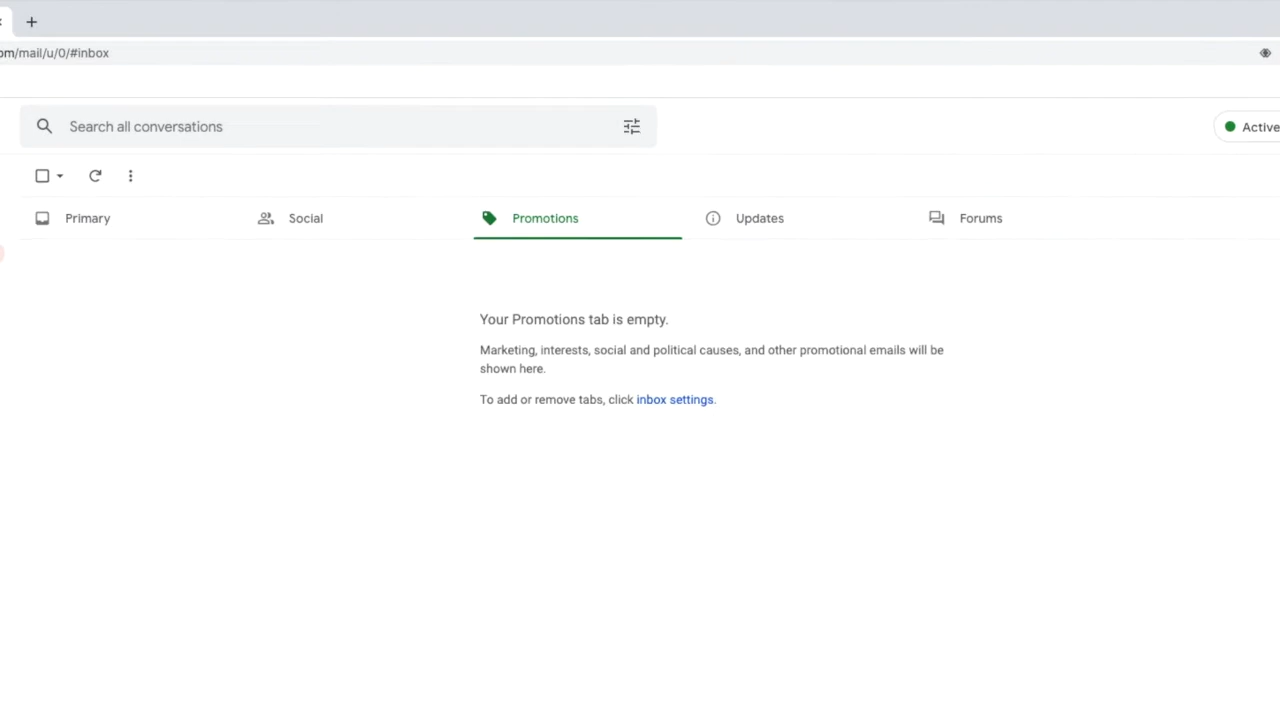 om/mail/u/0/#inbox
Search all conversations
Active
Primary
Social
Promotions
Updates
Forums
Your Promotions tab is empty.
Marketing, interests, social and political causes, and other promotional emails will be
shown here.
To add or remove tabs, click inbox settings.